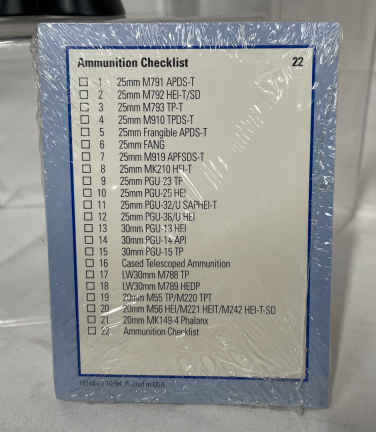 Ammunition Checklist 22
☐ 1 25mm M791 APDS-T
☐ 2 25mm M792 HEI-T/SD
☐ 3 25mm M793 TP-T
☐ 4 25mm M910 TPDS-T
☐ 5 25mm Frangible APDS-T
☐ 6 25mm FANG
☐ 7 25mm M919 APFSDS-T
☐ 8 25mm MK210 HEI-T
☐ 9 25mm PGU-23 TP
☐ 10 25mm PGU-25 HEI
☐ 11 25mm PGU-32/U SAPHEI-T
☐ 12 25mm PGU-36/U HEI
☐ 13 30mm PGU-13 HEI
☐ 14 30mm PGU-14 API
☐ 15 30mm PGU-15 TP
☐ 16 Cased Telescoped Ammunition
☐ 17 LW30mm M788 TP
☐ 18 LW30mm M789 HEDP
☐ 19 20mm M55 TP/M220 TPT
☐ 20 20mm M56 HEI/M221 HEIT/M242 HEI-T-SD
☐ 21 20mm MK149-4 Phalanx
☐ 22 Ammunition Checklist
Printed in U.S.A.